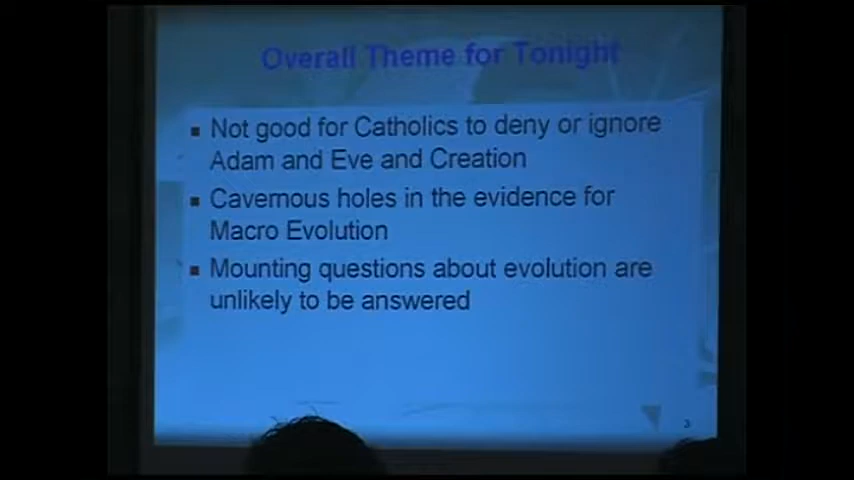 Overall Theme for Tonight
▪ Not good for Catholics to deny or ignore
Adam and Eve and Creation
▪ Cavernous holes in the evidence for
Macro Evolution
▪ Mounting questions about evolution are
unlikely to be answered
3